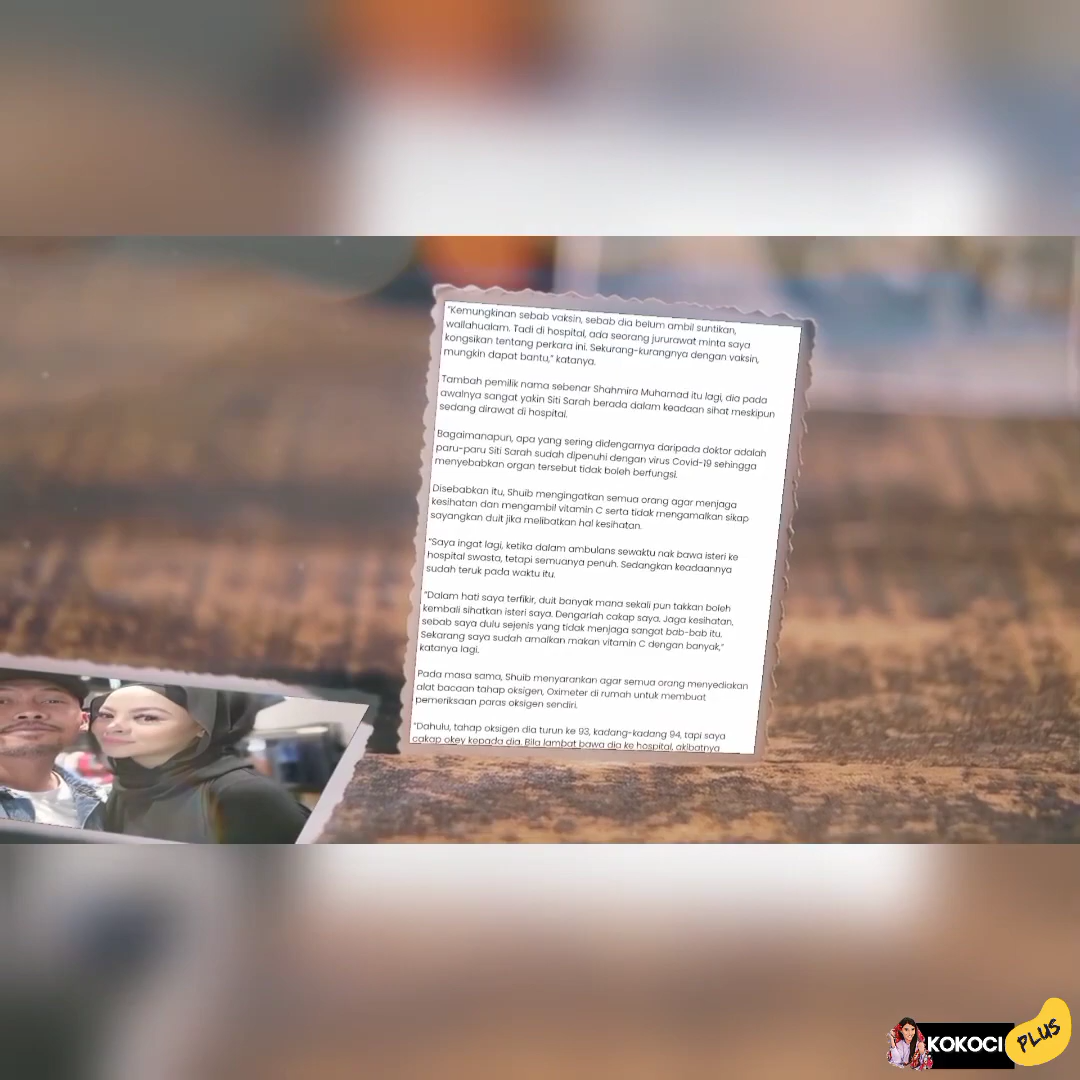 "Kemungkinan sebab vaksin, sebab dia belum ambil suntikan,
wallahualam. Tadi di hospital, ada seorang jururawat minta saya
kongsikan tentang perkara ini. Sekurang-kurangnya dengan vaksin,
mungkin dapat bantu," katanya.
Tambah pemilik nama sebenar Shahmira Muhamad itu lagi, dia pada
awalnya sangat yakin Siti Sarah berada dalam keadaan sihat meskipun
sedang dirawat di hospital.
Bagaimanapun, apa yang sering didengarnya daripada doktor adalah
paru-paru Siti Sarah sudah dipenuhi dengan virus Covid-19 sehingga
menyebabkan organ tersebut tidak boleh berfungsi.
Disebabkan itu, Shuib mengingatkan semua orang agar menjaga
kesihatan dan mengambil vitamin C serta tidak mengamalkan sikap
sayangkan duit jika melibatkan hal kesihatan.
"Saya ingat lagi, ketika dalam ambulans sewaktu nak bawa isteri ke
hospital swasta, tetapi semuanya penuh. Sedangkan keadaannya
sudah teruk pada waktu itu.
"Dalam hati saya terfikir, duit banyak mana sekali pun takkan boleh
kembali sihatkan isteri saya. Dengarlah cakap saya. Jaga kesihatan,
sebab saya dulu sejenis yang tidak menjaga sangat bab-bab itu.
Sekarang saya sudah amalkan makan vitamin C dengan banyak,"
katanya lagi.
Pada masa sama, Shuib menyarankan agar semua orang menyediakan
alat bacaan tahap oksigen, Oximeter di rumah untuk membuat
pemeriksaan paras oksigen sendiri.
"Dahulu, tahap oksigen dia turun ke 93, kadang-kadang 94, tapi saya
cakap okey kepada dia. Bila lambat bawa dia ke hospital, akibatnya
KOKOCI PLUS